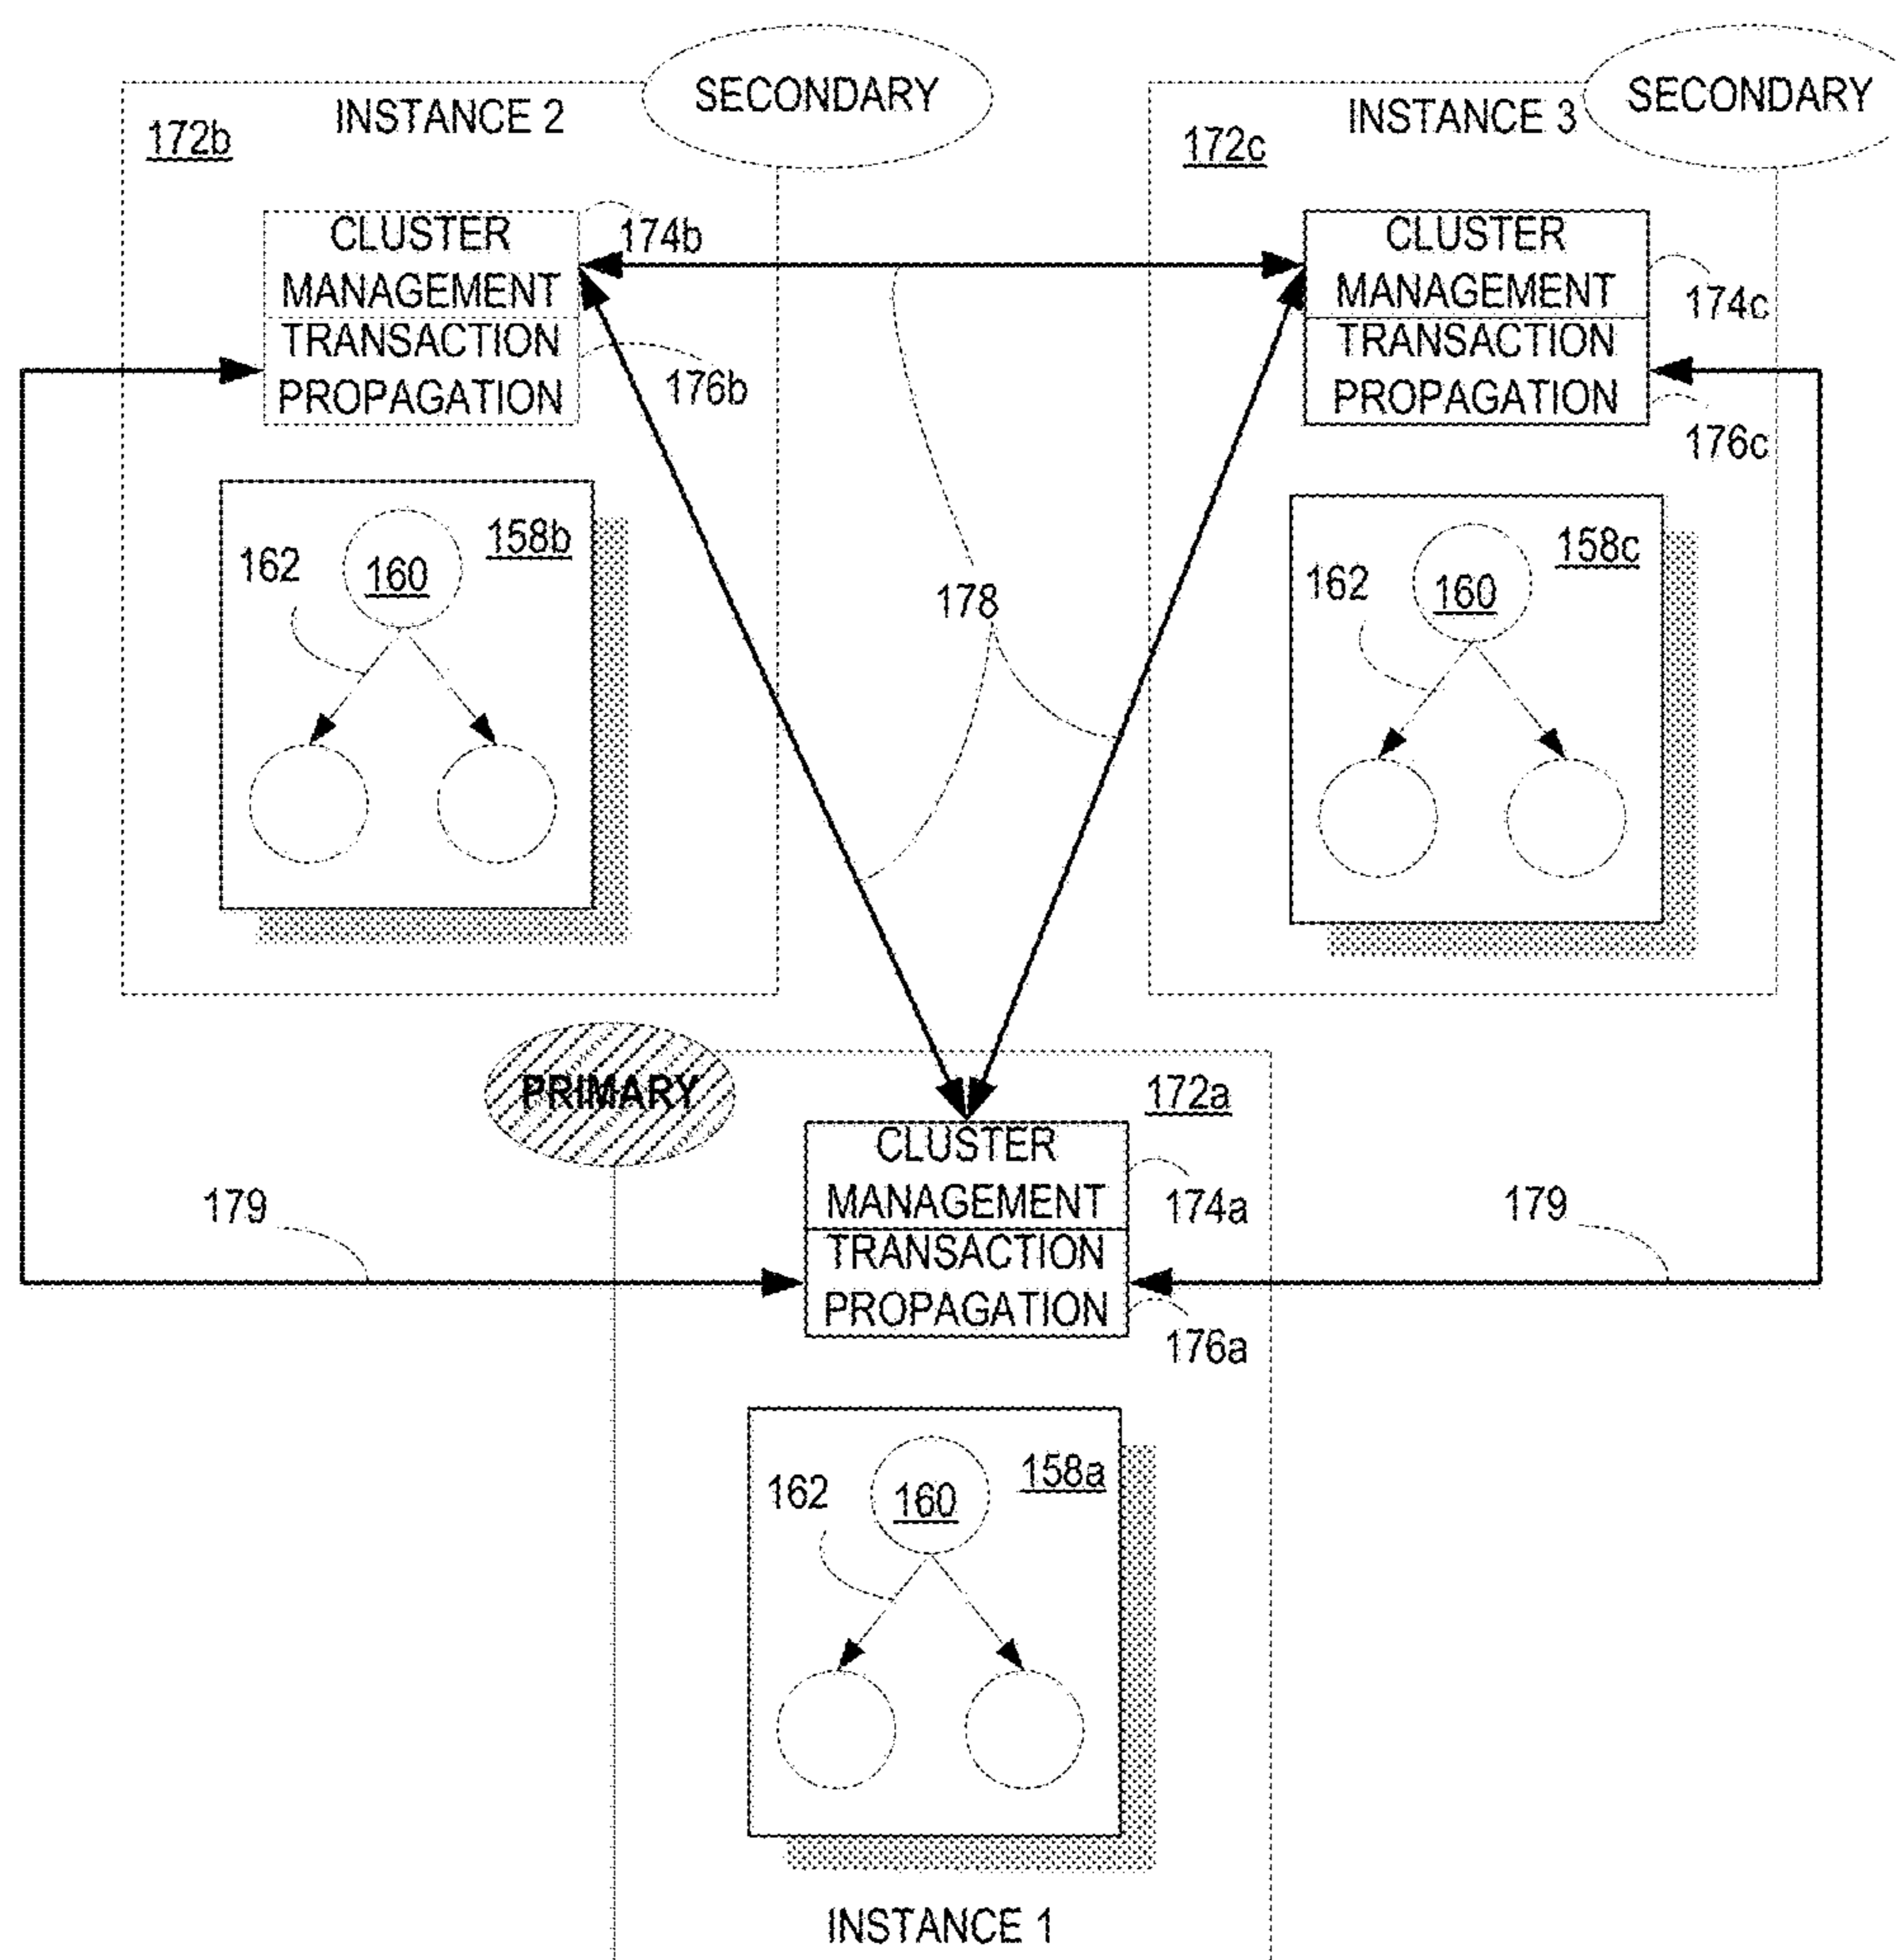 SECONDARY
INSTANCE 2
172b
CLUSTER
MANAGEMENT
174b
TRANSACTION
PROPAGATION
176b
158b
162
160
SECONDARY
INSTANCE 3
172c
CLUSTER
MANAGEMENT
174c
TRANSACTION
PROPAGATION
176c
158c
162
160
178
PRIMARY
172a
CLUSTER
MANAGEMENT
174a
TRANSACTION
PROPAGATION
176a
179
179
158a
162
160
INSTANCE 1